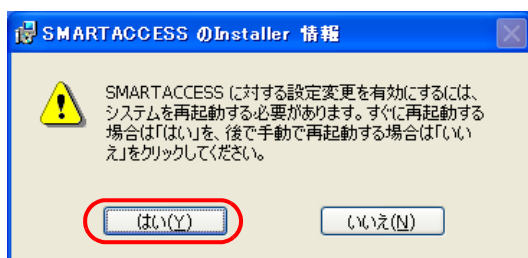 SMARTACCESS のInstaller 情報
SMARTACCESS に対する設定変更を有効にするには、
システムを再起動する必要があります。すぐに再起動する
場合は「はい」を、後で手動で再起動する場合は「いい
え」をクリックしてください。
はい(Y)
いいえ(N)